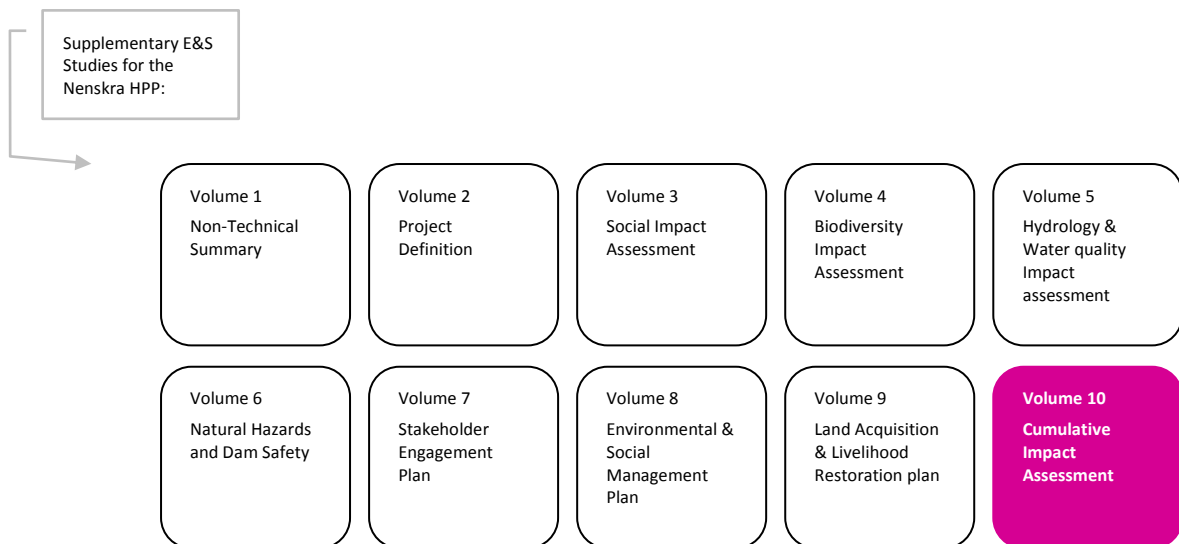 Supplementary E&S
Studies for the
Nenskra HPP:
Volume 1
Non-Technical
Summary
Volume 2
Project
Definition
Volume 3
Social Impact
Assessment
Volume 4
Biodiversity
Impact
Assessment
Volume 5
Hydrology &
Water quality
Impact
assessment
Volume 6
Natural Hazards
and Dam Safety
Volume 7
Stakeholder
Engagement
Plan
Volume 8
Environmental &
Social
Management
Plan
Volume 9
Land Acquisition
& Livelihood
Restoration plan
Volume 10
Cumulative
Impact
Assessment